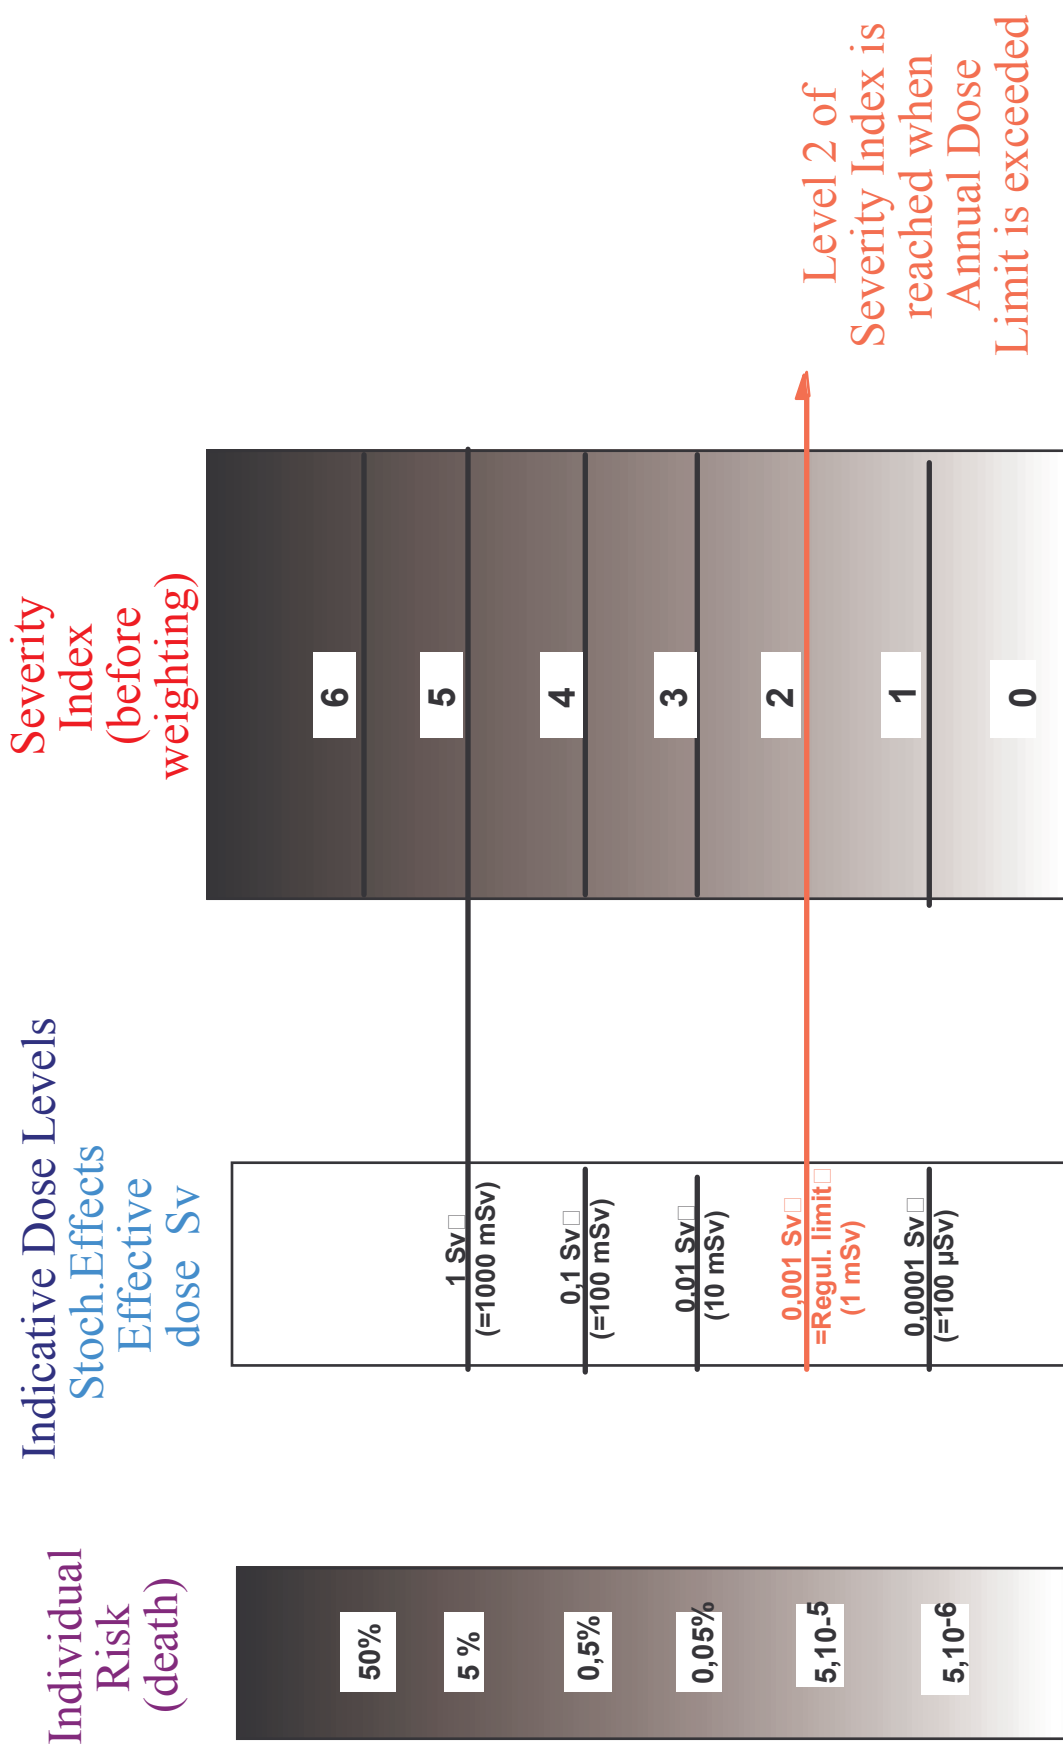 Individual
Risk
(death)
50%
5 %
0,5%
0,05%
5,10-5
5,10-6
Indicative Dose Levels
Stoch.Effects
Effective
dose Sv
1 Sv□
(=1000 mSv)
0,1 Sv□
(=100 mSv)
0.01 Sv□
(10 mSv)
0,001 Sv□
=Regul. limit□
(1 mSv)
0,0001 Sv□
(=100 µSv)
Severity
Index
(before
weighting)
6
5
4
3
2
1
0
Level 2 of
Severity Index is
reached when
Annual Dose
Limit is exceeded